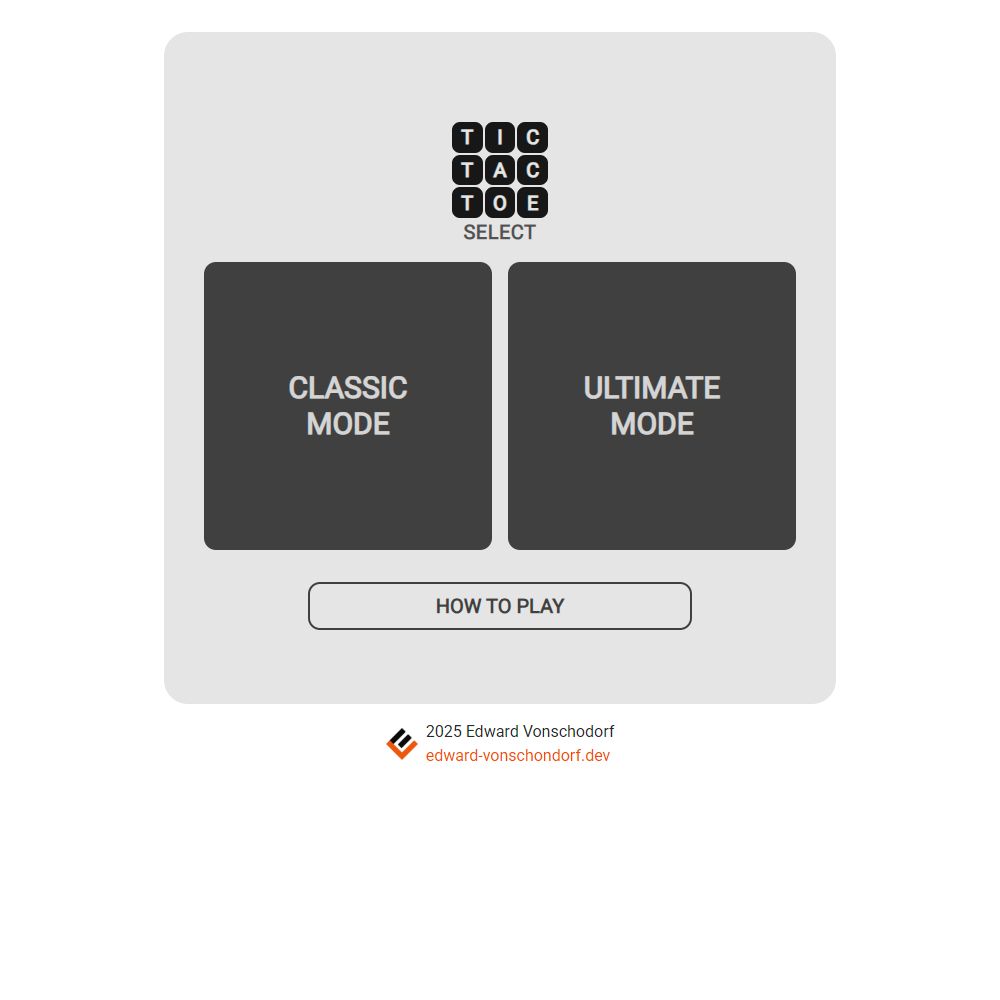 T I C
T A C
T O E
SELECT
CLASSIC
MODE
ULTIMATE
MODE
HOW TO PLAY
2025 Edward Vonschodorf
edward-vonschondorf.dev